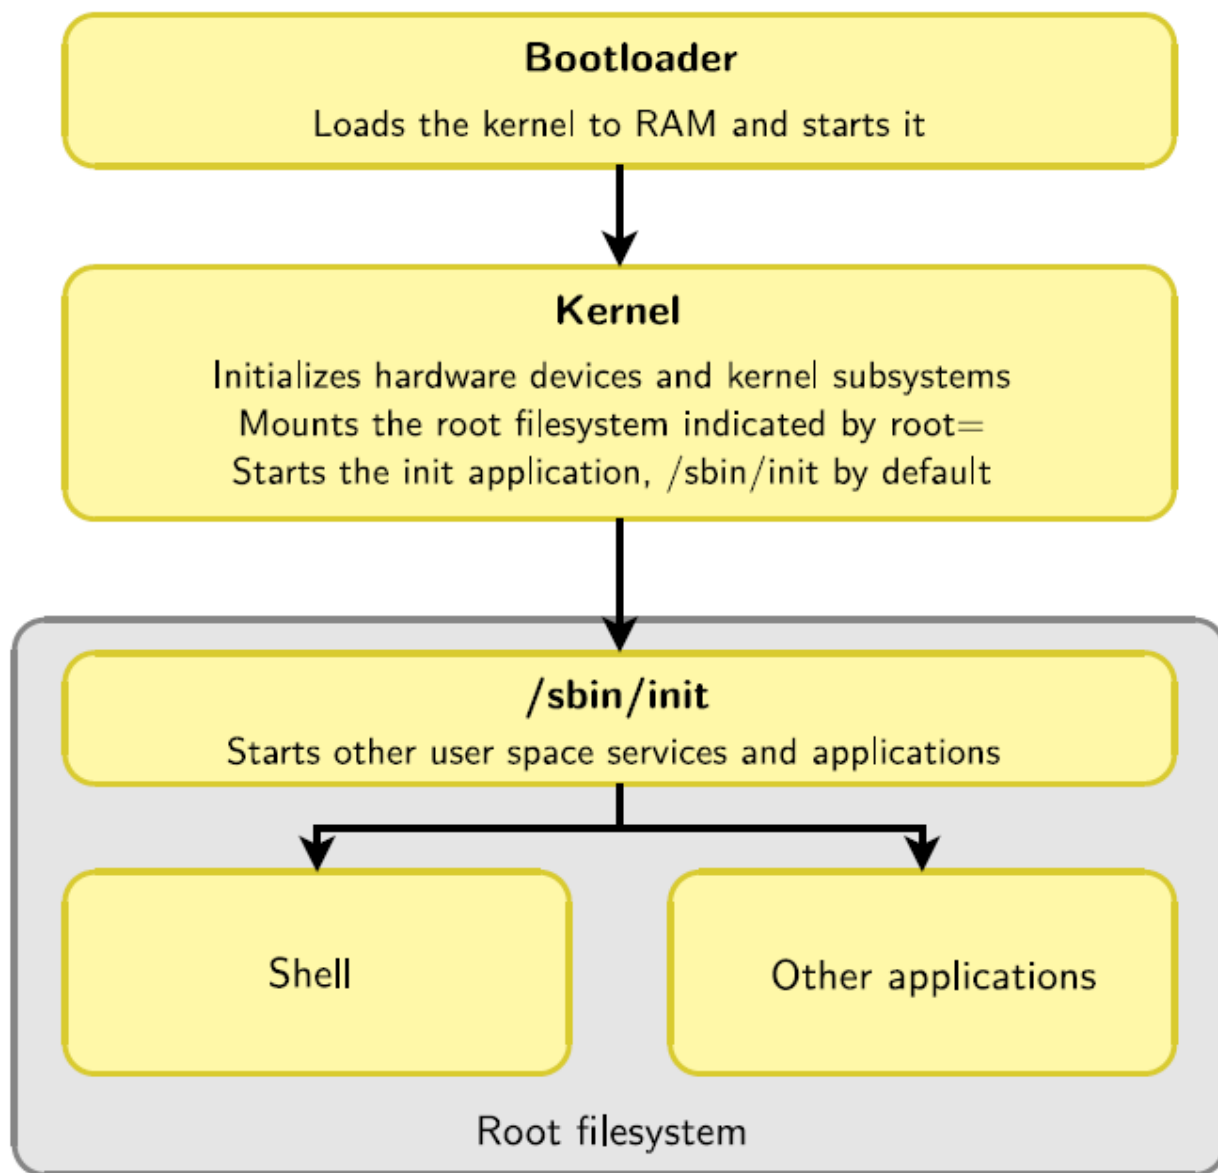 Bootloader
Loads the kernel to RAM and starts it
Kernel
Initializes hardware devices and kernel subsystems
Mounts the root filesystem indicated by root=
Starts the init application, /sbin/init by default
/sbin/init
Starts other user space services and applications
Shell
Other applications
Root filesystem